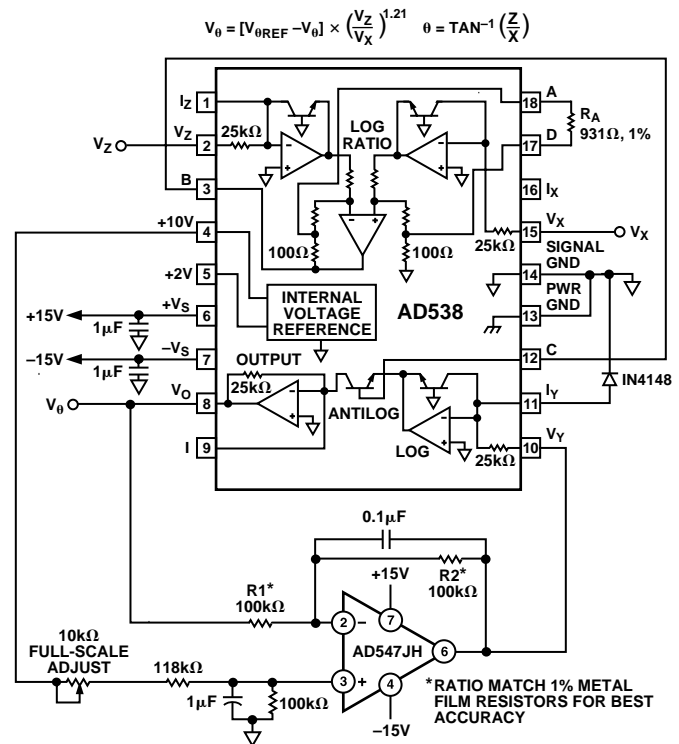 Vθ = [VθREF –Vθ] × (VZ/VX)^1.21 θ = TAN–1 (Z/X)
IZ 1
VZ
VZ 2
25kΩ
B 3
+10V 4
+2V 5
+15V
+VS 6
1µF
–15V
–VS 7
1µF
Vθ
VO 8
I 9
LOG
RATIO
100Ω
100Ω
25kΩ
INTERNAL
VOLTAGE
REFERENCE
AD538
OUTPUT
25kΩ
ANTILOG
LOG
25kΩ
18 A
RA
931Ω, 1%
17 D
16 IX
15 VX
VX
SIGNAL
GND
14
PWR
GND
13
12 C
IN4148
11 IY
10 VY
0.1µF
R1*
100kΩ
R2*
100kΩ
+15V
7
2 –
AD547JH
6
3 +
4
–15V
10kΩ
FULL-SCALE
ADJUST
118kΩ
1µF
100kΩ
*RATIO MATCH 1% METAL
FILM RESISTORS FOR BEST
ACCURACY